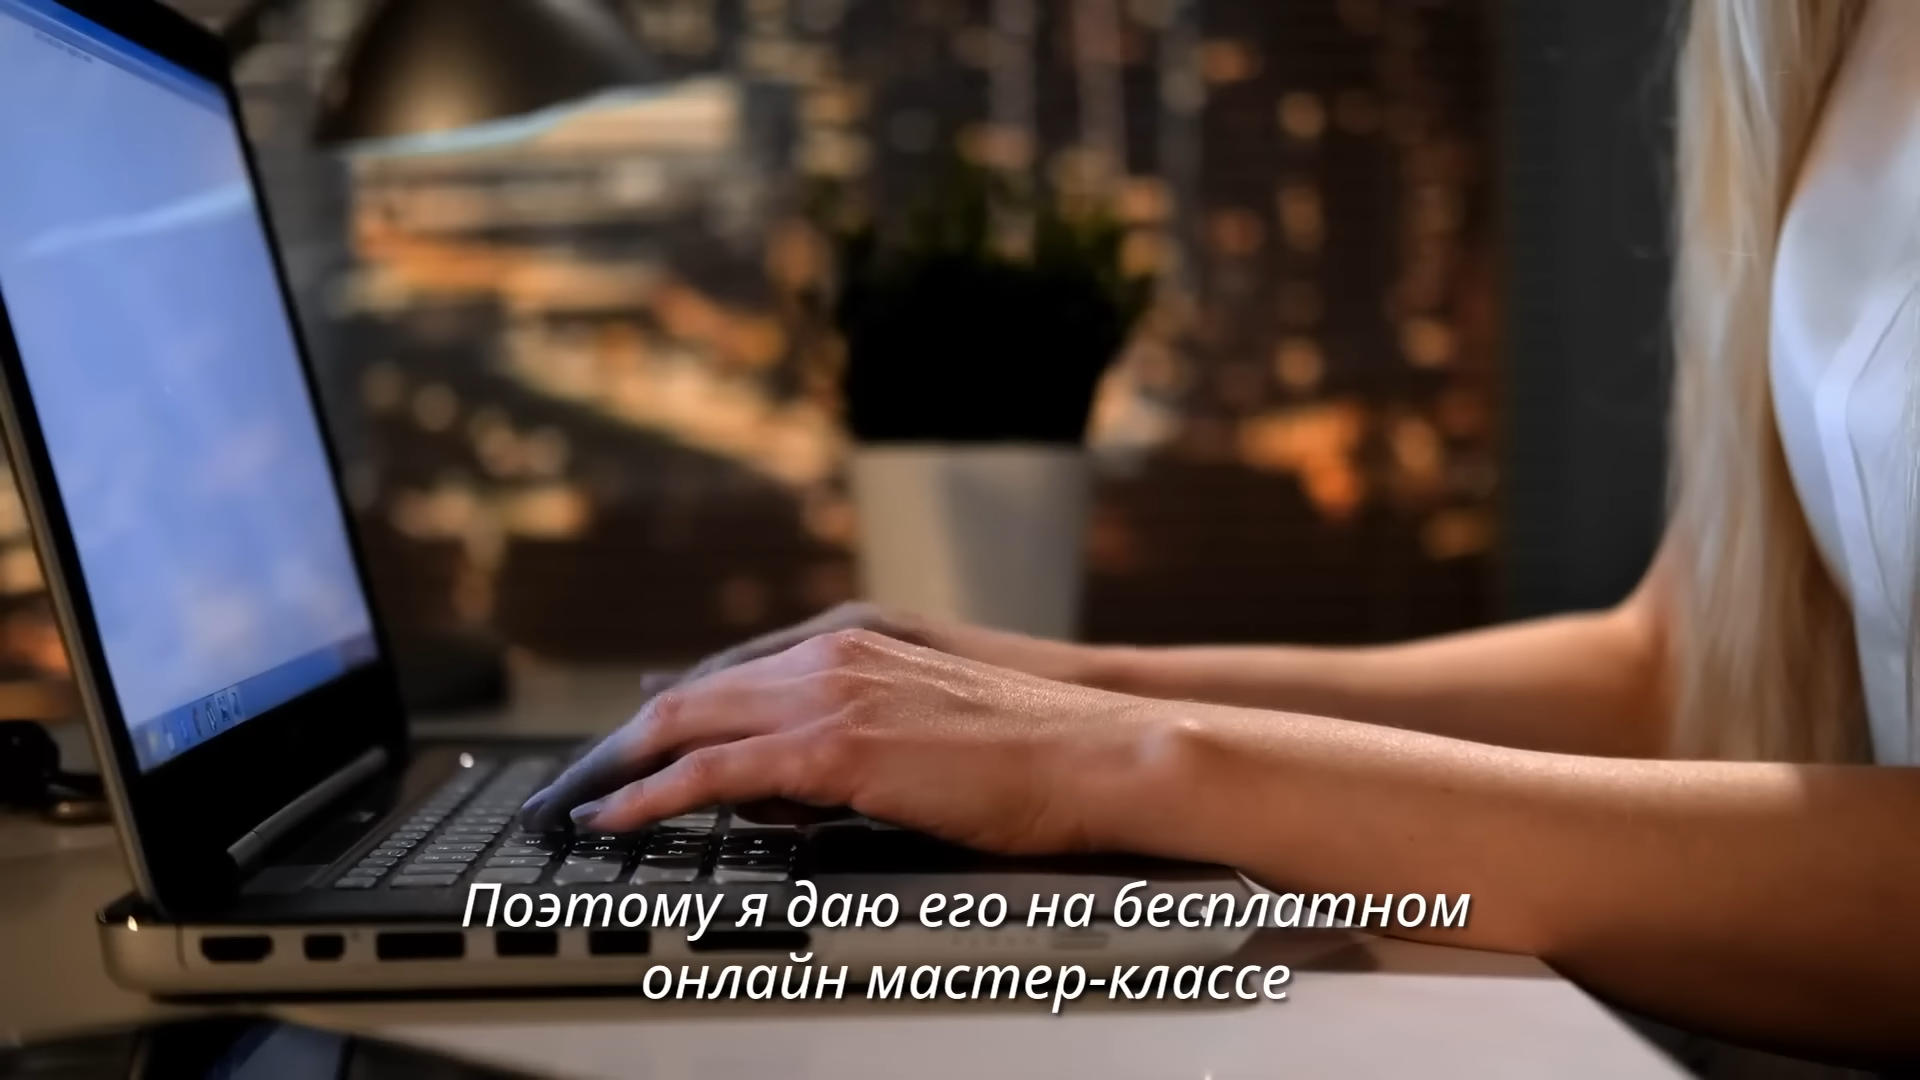 Поэтому я даю его на бесплатном
онлайн мастер-классе